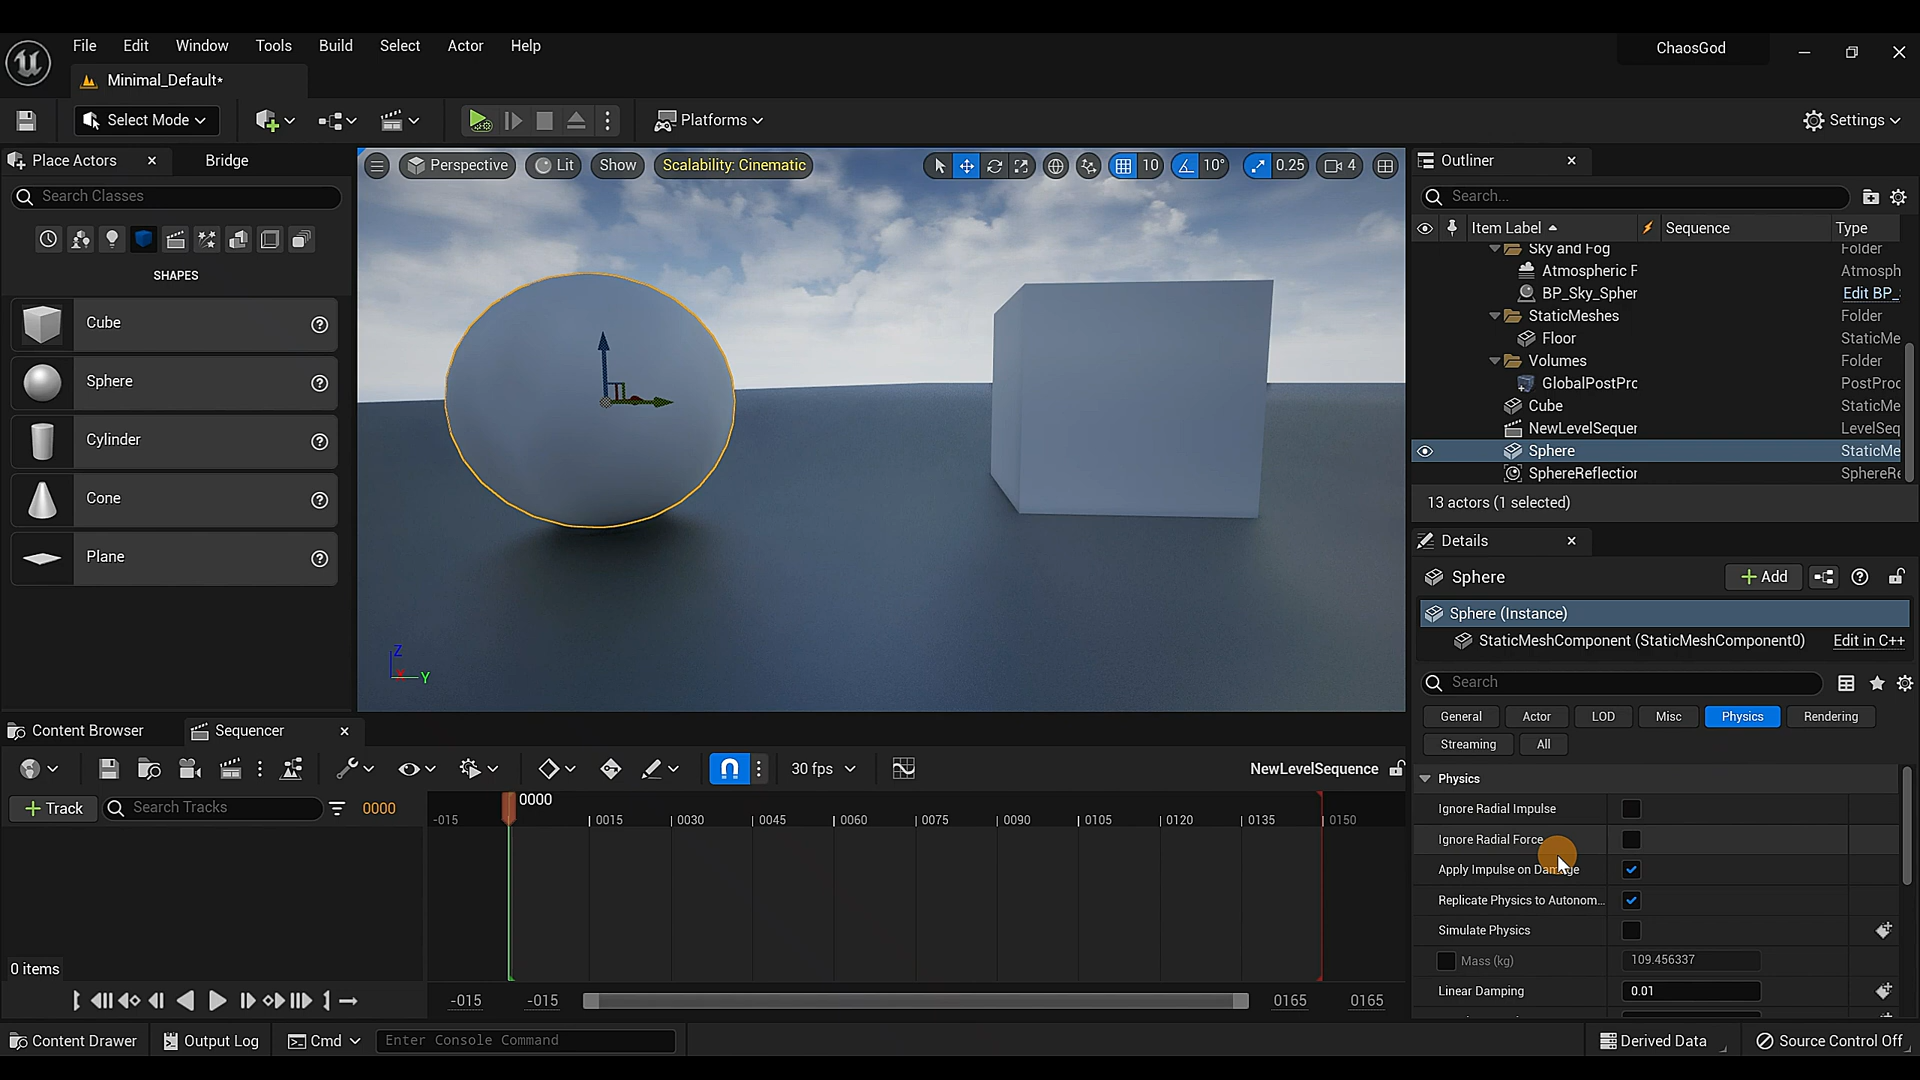 File Edit Window Tools Build Select Actor Help
ChaosGod
Minimal_Default*
Select Mode
Platforms
Settings
Place Actors
Bridge
Search Classes
SHAPES
Cube
Sphere
Cylinder
Cone
Plane
Perspective
Lit
Show
Scalability: Cinematic
10
10°
0.25
4
Z
Y
Outliner
Search...
Item Label
Sequence
Type
Sky and Fog Folder
Atmospheric F Atmosph
BP_Sky_Spher Edit BP_
StaticMeshes Folder
Floor StaticMe
Volumes Folder
GlobalPostPrc PostProc
Cube StaticMe
NewLevelSequer LevelSeq
Sphere StaticMe
SphereReflection SphereRe
13 actors (1 selected)
Details
Sphere
+ Add
Sphere (Instance)
StaticMeshComponent (StaticMeshComponent0) Edit in C++
Search
General Actor LOD Misc Physics Rendering
Streaming All
Physics
Ignore Radial Impulse
Ignore Radial Force
Apply Impulse on Damage
Replicate Physics to Autonom...
Simulate Physics
Mass (kg) 109.456337
Linear Damping 0.01
Content Browser
Sequencer
30 fps
NewLevelSequence
+ Track
Search Tracks
0000
0000
-015 0015 0030 0045 0060 0075 0090 0105 0120 0135 0150
0 items
-015 -015 0165 0165
Content Drawer
Output Log
Cmd
Enter Console Command
Derived Data
Source Control Off